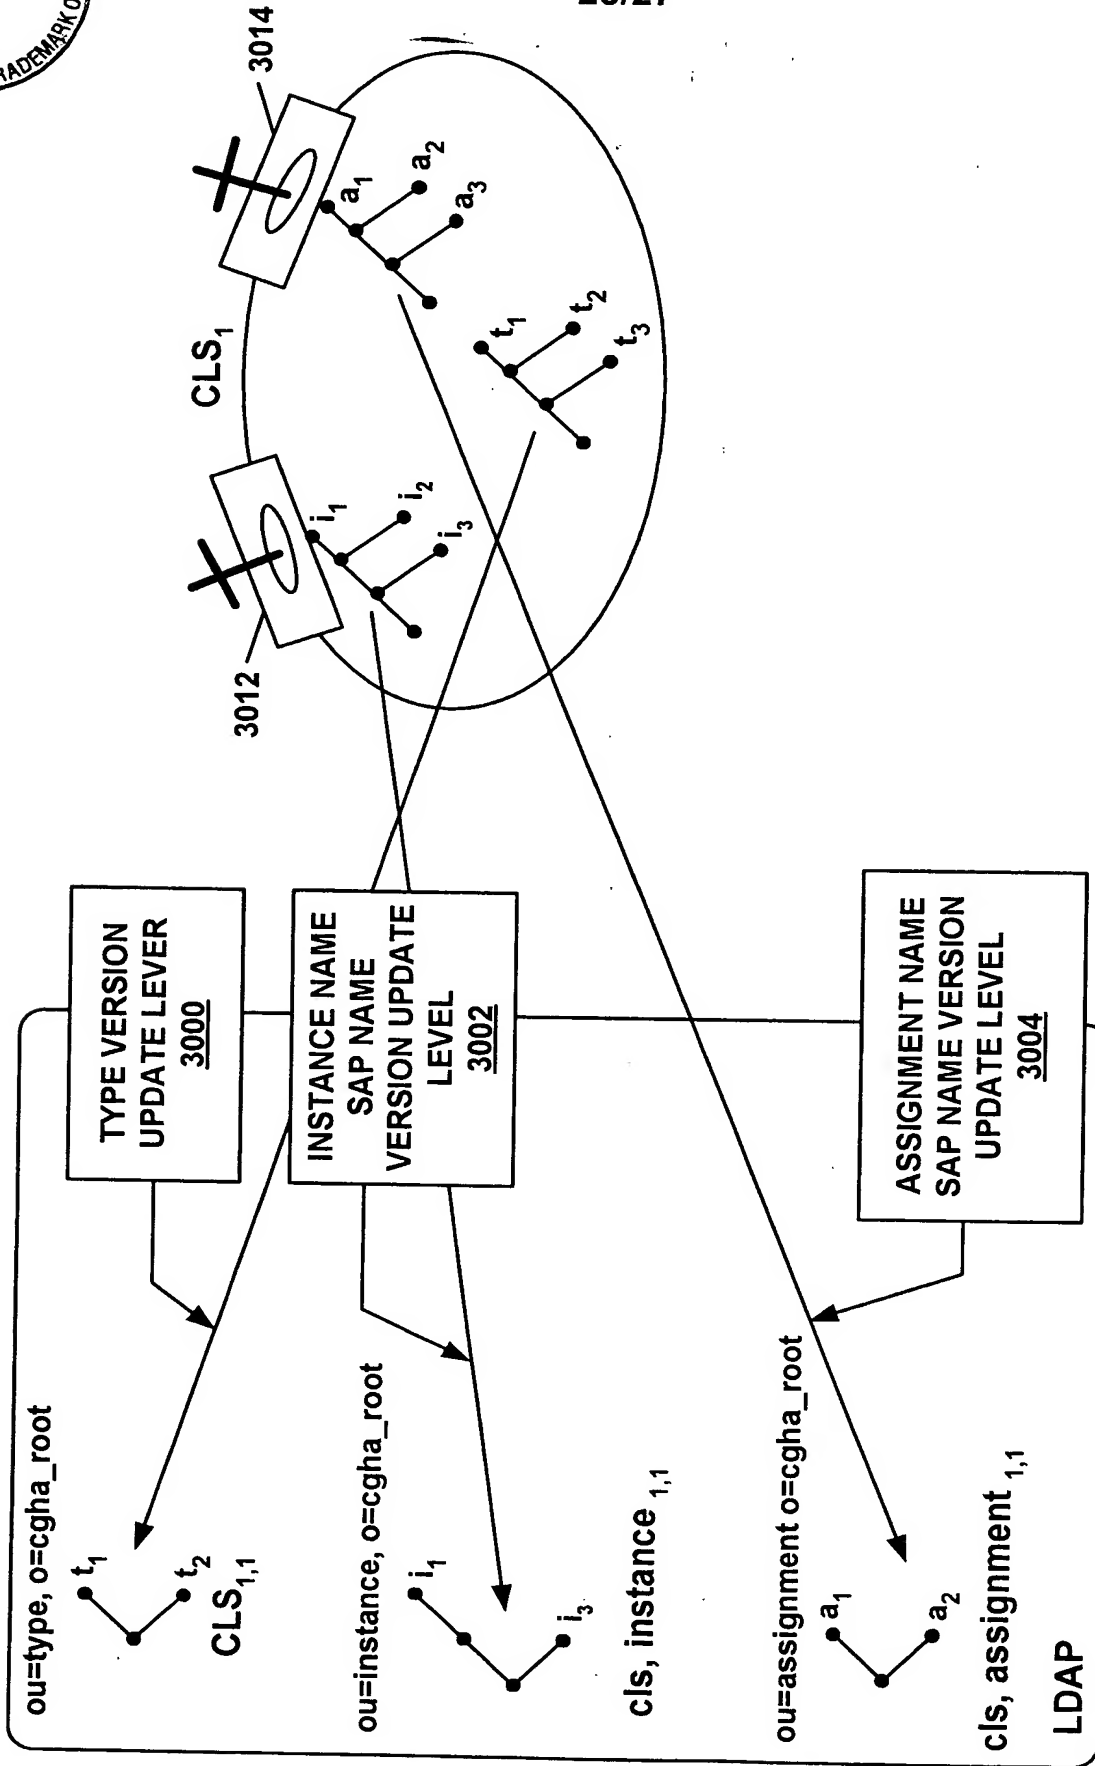 TRADEMARK O
3014
CLS1
a1
a2
a3
t1
t2
t3
i1
i2
i3
3012
TYPE VERSION
UPDATE LEVER
3000
INSTANCE NAME
SAP NAME
VERSION UPDATE
LEVEL
3002
ASSIGNMENT NAME
SAP NAME VERSION
UPDATE LEVEL
3004
ou=type, o=cgha_root
t1
t2
CLS1,1
ou=instance, o=cgha_root
i1
i3
cls, instance 1,1
ou=assignment o=cgha_root
a1
a2
cls, assignment 1,1
LDAP